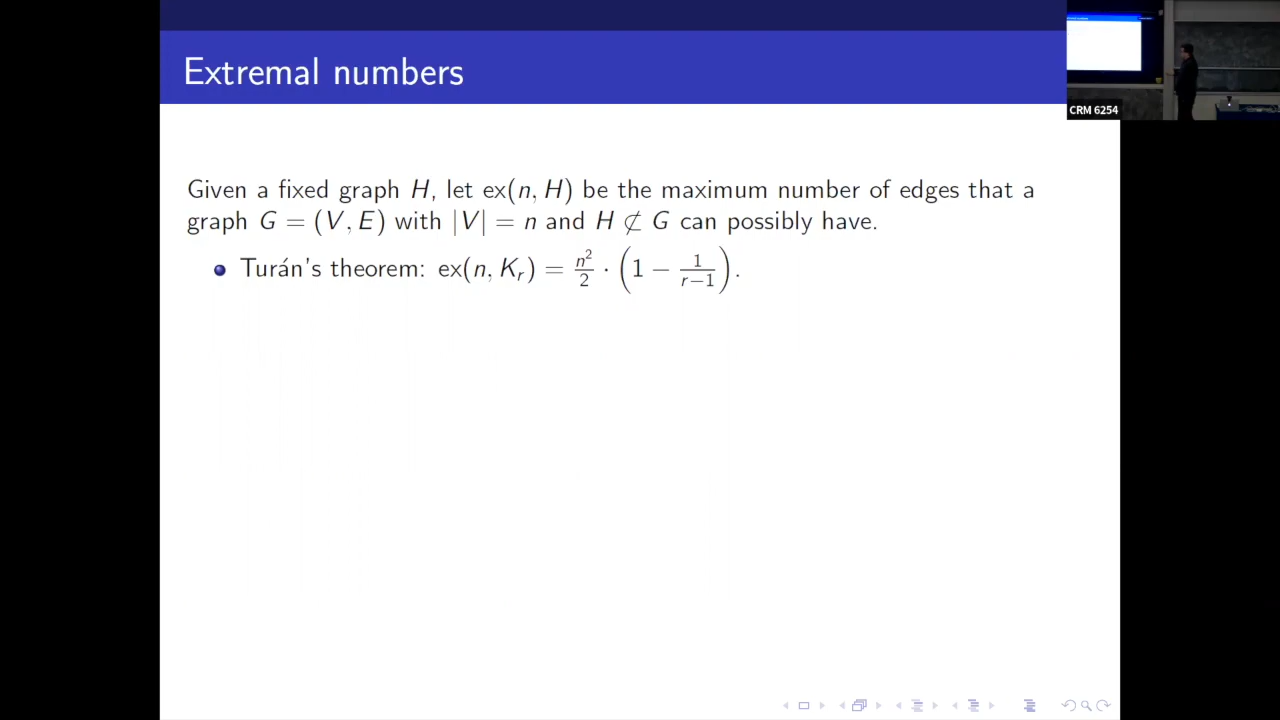 Extremal numbers
CRM 6254
Given a fixed graph H, let ex(n, H) be the maximum number of edges that a
graph G = (V, E) with |V| = n and H ⊄ G can possibly have.
Turán's theorem: ex(n, K_r) = n²/2 · (1 − 1/(r−1)).